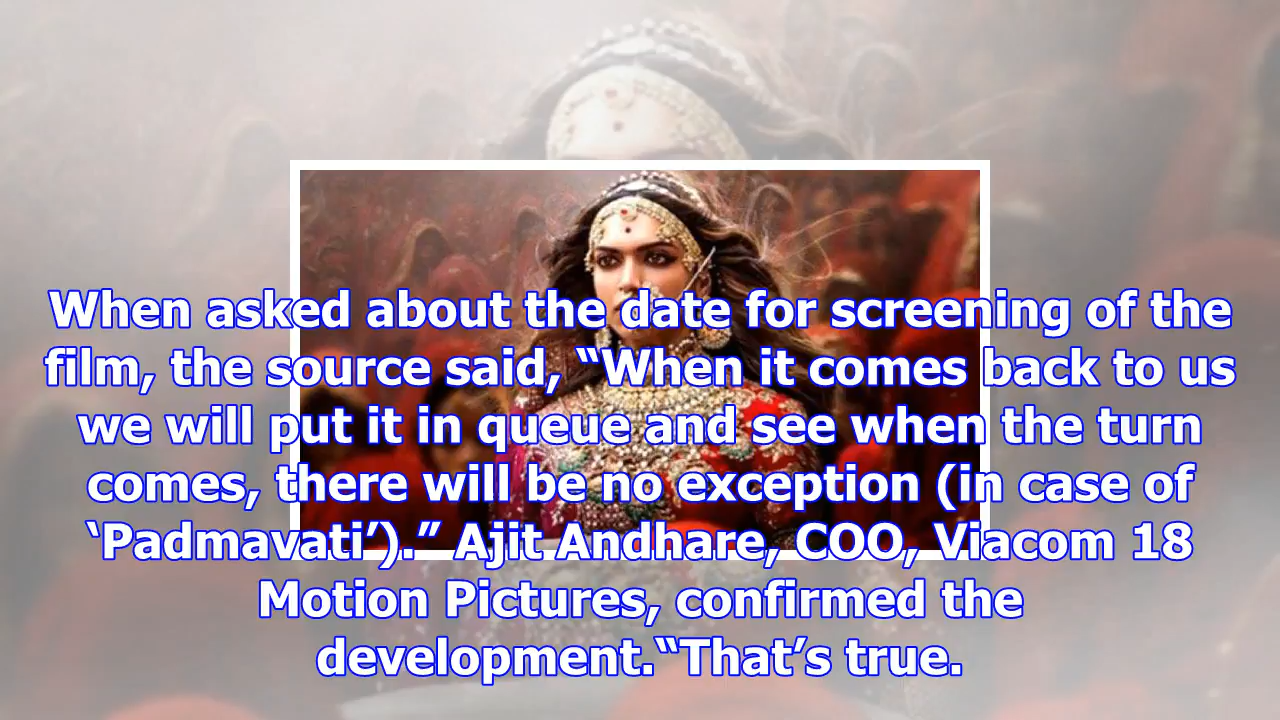 When asked about the date for screening of the
film, the source said, “When it comes back to us
we will put it in queue and see when the turn
comes, there will be no exception (in case of
‘Padmavati’).” Ajit Andhare, COO, Viacom 18
Motion Pictures, confirmed the
development.“That’s true.